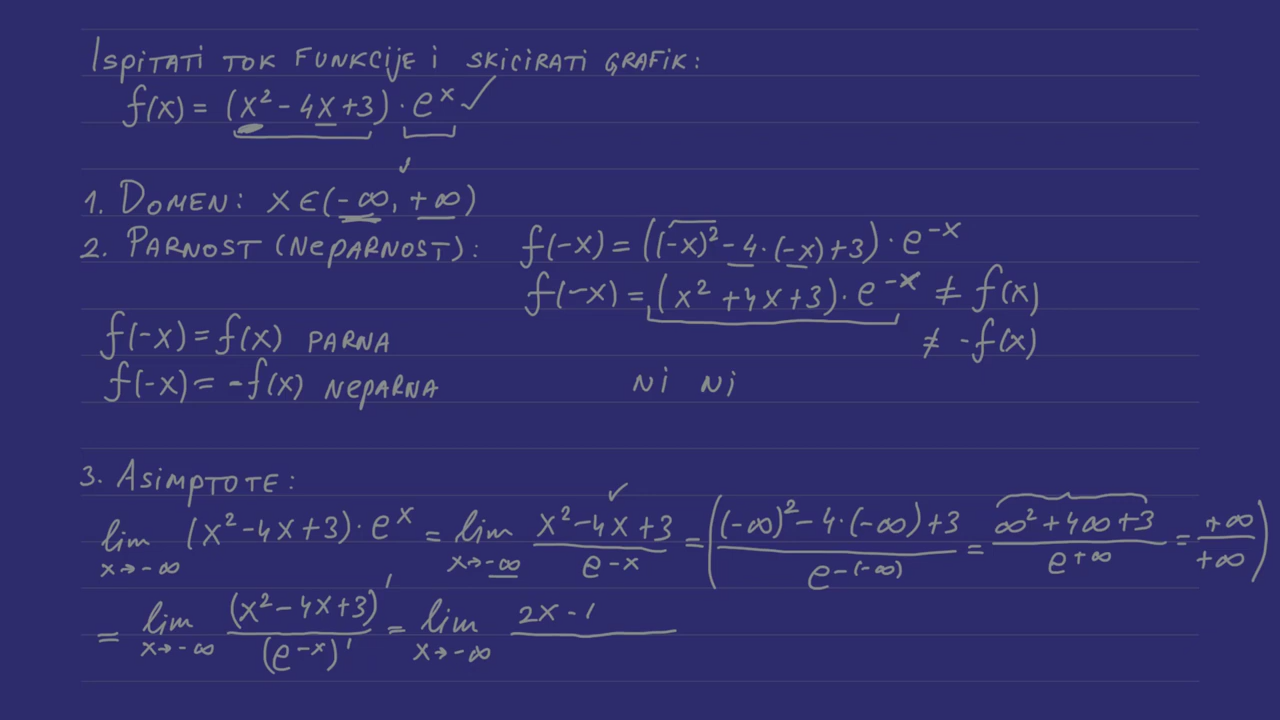 Ispitati tok funkcije i skicirati grafik:
f(x) = (x² - 4x + 3) · eˣ ✓
1. Domen: x ∈ (-∞, +∞)
2. Parnost (neparnost): f(-x) = ((-x)² - 4·(-x) + 3) · e⁻ˣ
f(-x) = (x² + 4x + 3) · e⁻ˣ ≠ f(x)
f(-x) = f(x) parna ≠ -f(x)
f(-x) = -f(x) neparna ni ni
3. Asimptote:
lim x→-∞ (x² - 4x + 3) · eˣ = lim x→-∞ (x² - 4x + 3)/(e⁻ˣ) = (((-∞)² - 4·(-∞) + 3)/(e^-(-∞)) = (∞² + 4∞ + 3)/(e^+∞) = +∞/+∞)
= lim x→-∞ (x² - 4x + 3)'/(e⁻ˣ)' = lim x→-∞ 2x -